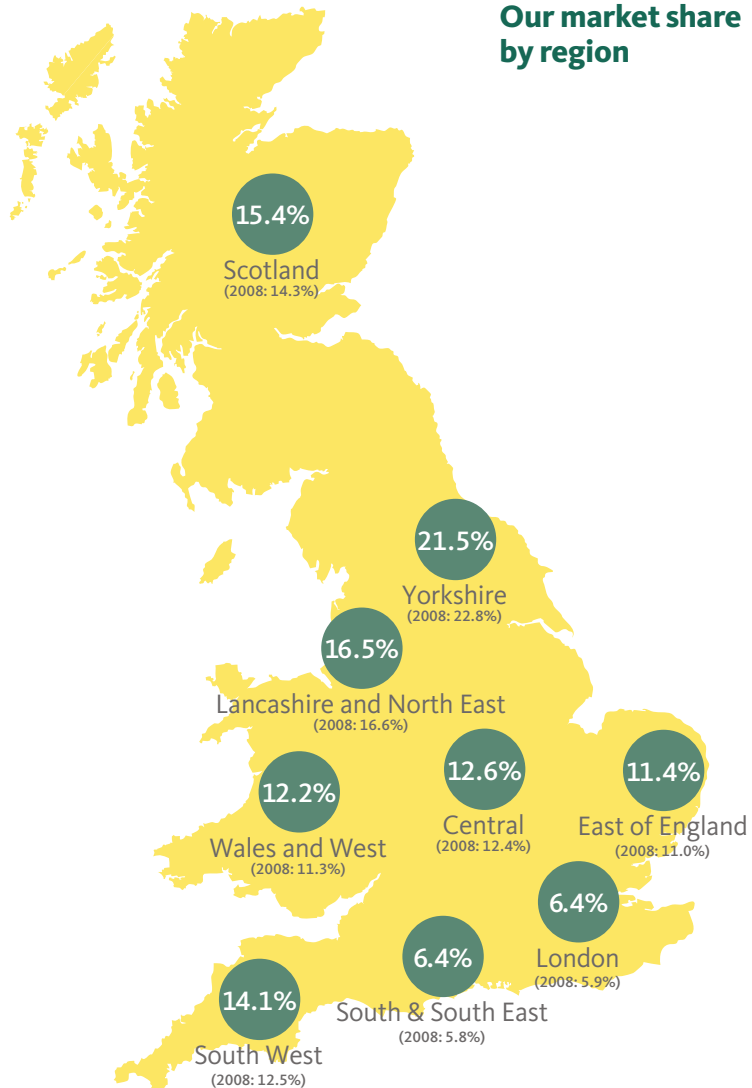 Our market share
by region
15.4%
Scotland
(2008: 14.3%)
21.5%
Yorkshire
(2008: 22.8%)
16.5%
Lancashire and North East
(2008: 16.6%)
12.2%
Wales and West
(2008: 11.3%)
12.6%
Central
(2008: 12.4%)
11.4%
East of England
(2008: 11.0%)
6.4%
London
(2008: 5.9%)
6.4%
South & South East
(2008: 5.8%)
14.1%
South West
(2008: 12.5%)